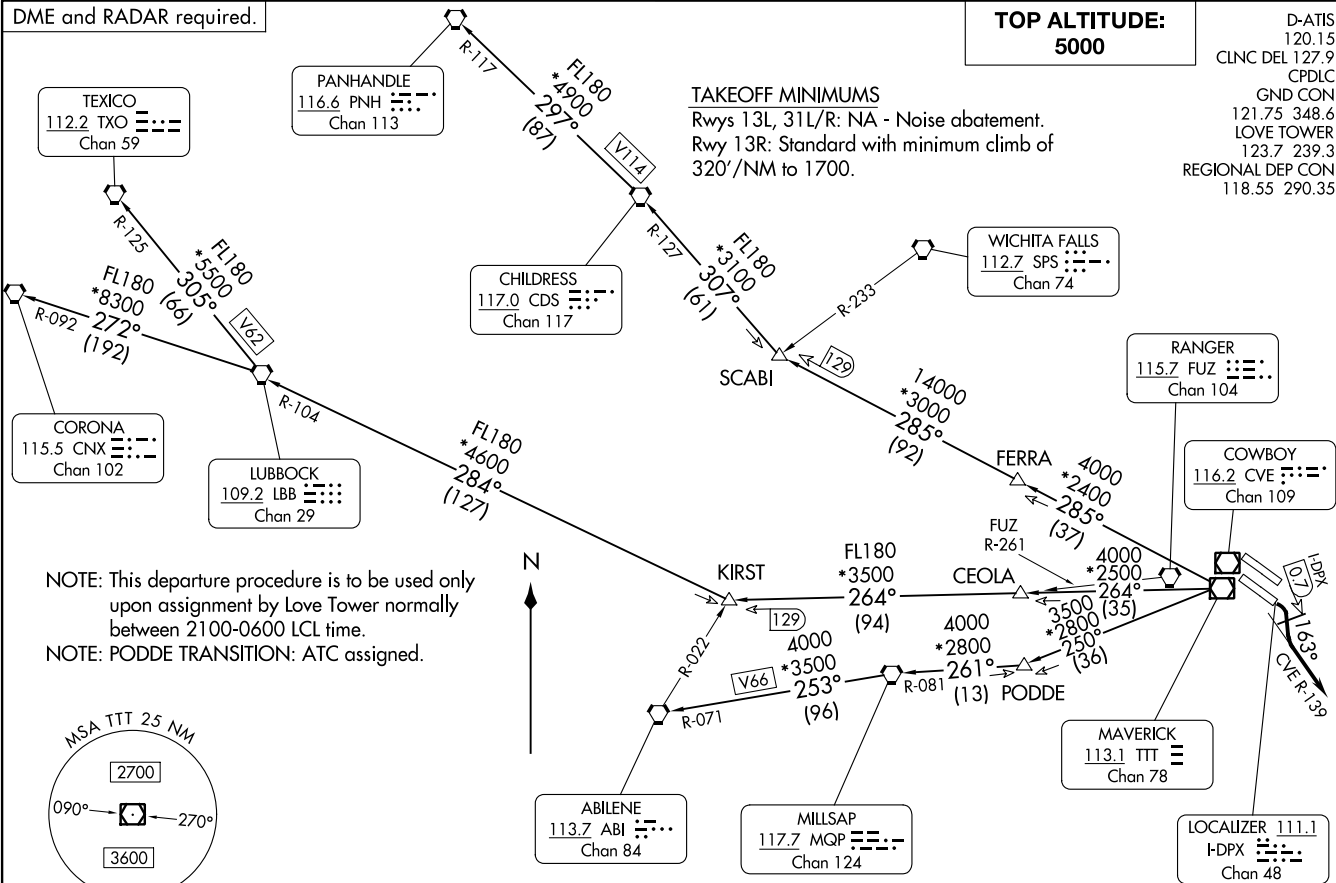 DME and RADAR required.
TOP ALTITUDE:
5000
D-ATIS
120.15
CLNC DEL 127.9
CPDLC
GND CON
121.75 348.6
LOVE TOWER
123.7 239.3
REGIONAL DEP CON
118.55 290.35
TAKEOFF MINIMUMS
Rwys 13L, 31L/R: NA - Noise abatement.
Rwy 13R: Standard with minimum climb of
320'/NM to 1700.
PANHANDLE
116.6 PNH
Chan 113
R-117
FL180
*4900
297°
(87)
V114
TEXICO
112.2 TXO
Chan 59
R-125
FL180
*5500
305°
(66)
V62
FL180
*8300
272°
(192)
R-092
CORONA
115.5 CNX
Chan 102
LUBBOCK
109.2 LBB
Chan 29
R-104
FL180
*4600
284°
(127)
CHILDRESS
117.0 CDS
Chan 117
R-127
FL180
*3100
307°
(61)
WICHITA FALLS
112.7 SPS
Chan 74
R-233
SCABI
129
14000
*3000
285°
(92)
FERRA
4000
*2400
285°
(37)
RANGER
115.7 FUZ
Chan 104
COWBOY
116.2 CVE
Chan 109
FUZ
R-261
KIRST
129
FL180
*3500
264°
(94)
CEOLA
4000
*2500
264°
(35)
3500
*2800
250°
(36)
PODDE
4000
*2800
261°
(13)
R-081
4000
*3500
253°
(96)
V66
R-071
R-022
I-DPX
0.7
163°
CVE R-139
N
NOTE: This departure procedure is to be used only
upon assignment by Love Tower normally
between 2100-0600 LCL time.
NOTE: PODDE TRANSITION: ATC assigned.
MSA TTT 25 NM
2700
090°
270°
3600
ABILENE
113.7 ABI
Chan 84
MILLSAP
117.7 MQP
Chan 124
MAVERICK
113.1 TTT
Chan 78
LOCALIZER 111.1
I-DPX
Chan 48